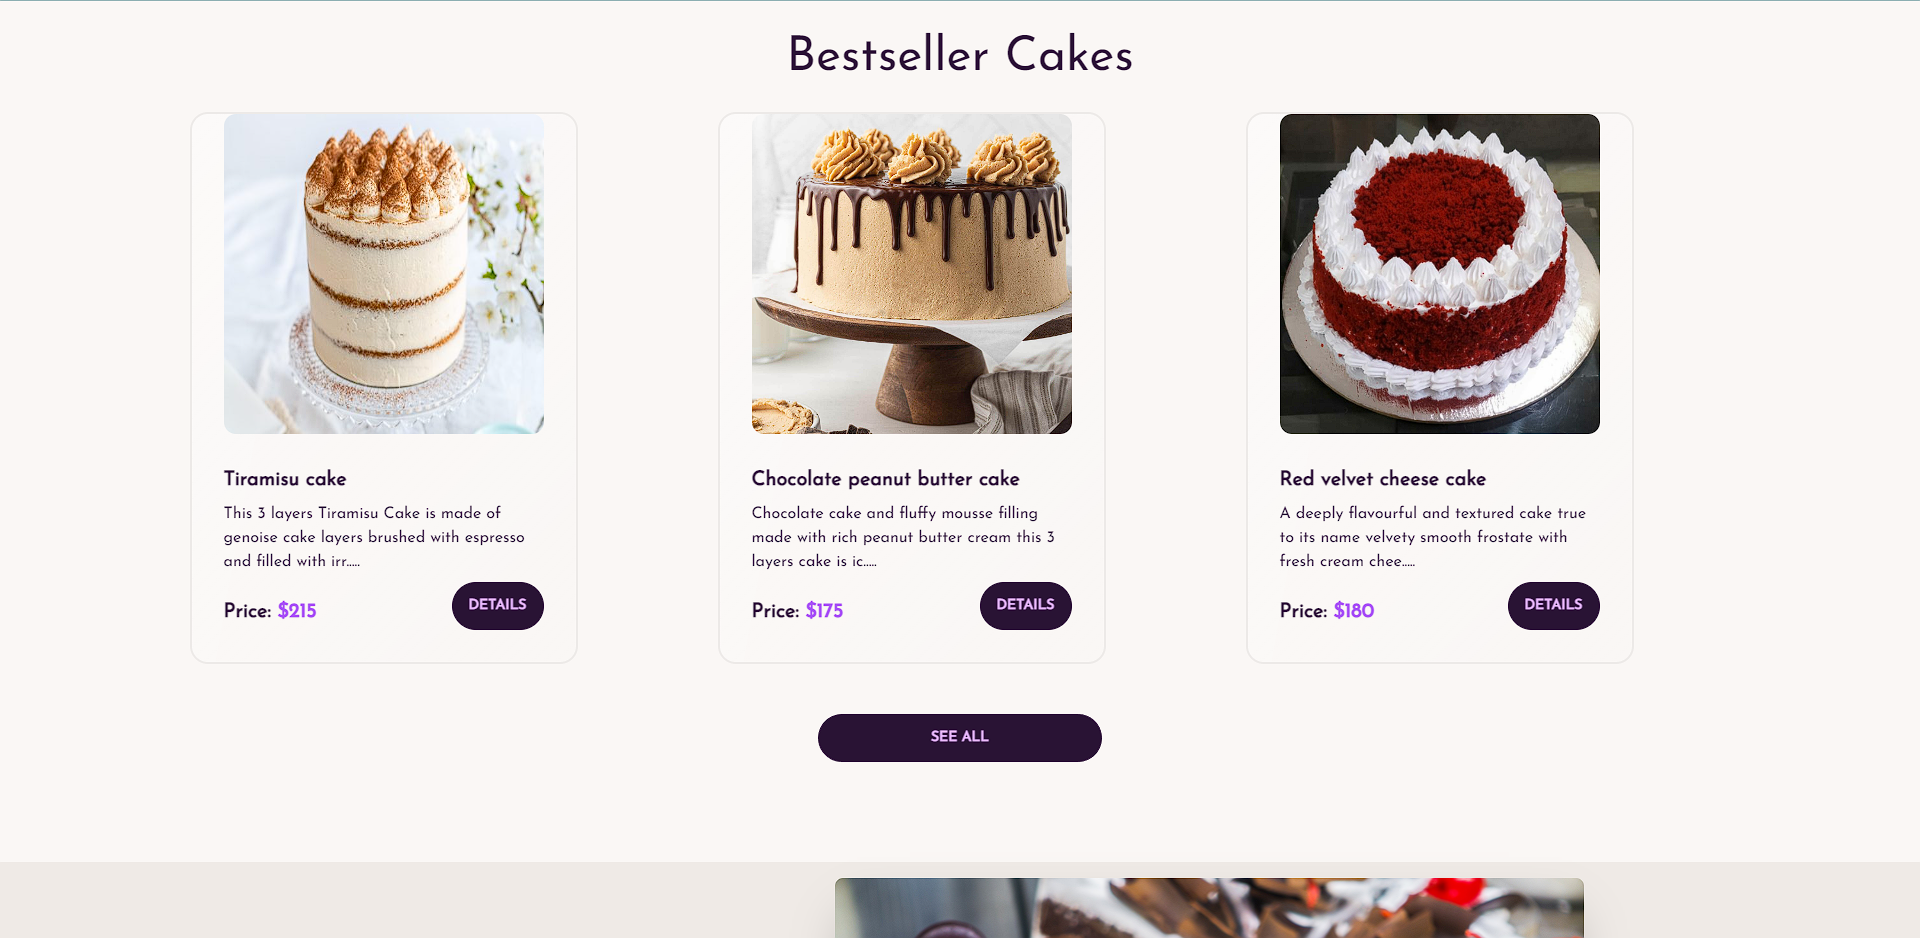 Bestseller Cakes
Tiramisu cake
This 3 layers Tiramisu Cake is made of
genoise cake layers brushed with espresso
and filled with irr.....
Price: $215
DETAILS
Chocolate peanut butter cake
Chocolate cake and fluffy mousse filling
made with rich peanut butter cream this 3
layers cake is ic.....
Price: $175
DETAILS
Red velvet cheese cake
A deeply flavourful and textured cake true
to its name velvety smooth frostate with
fresh cream chee.....
Price: $180
DETAILS
SEE ALL